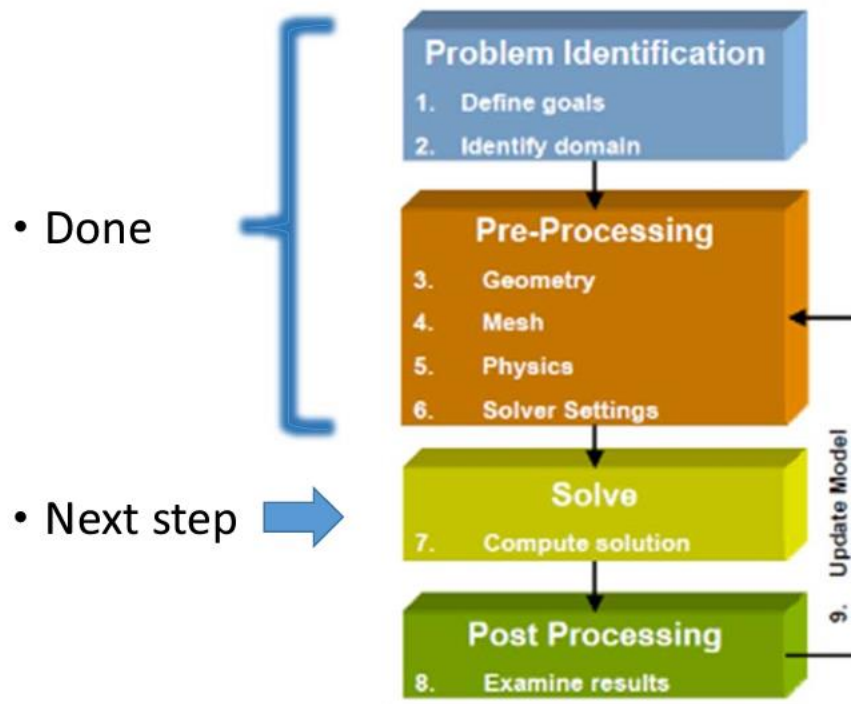 Problem Identification
1. Define goals
2. Identify domain
• Done
Pre-Processing
3. Geometry
4. Mesh
5. Physics
6. Solver Settings
• Next step
Solve
7. Compute solution
9. Update Model
Post Processing
8. Examine results